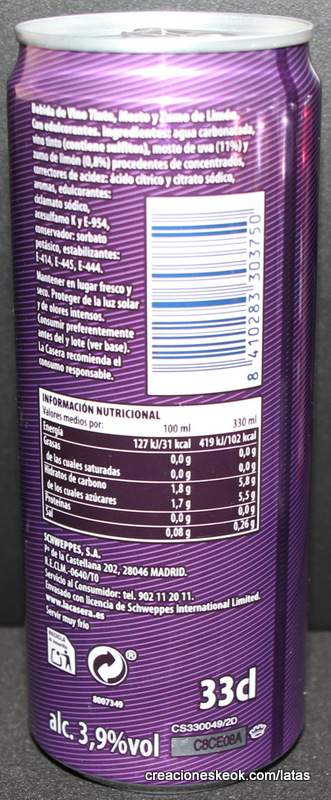 Bebida de Vino Tinto, Mosto y Zumo de Limón.
Con edulcorantes. Ingredientes: agua carbonatada,
vino tinto (contiene sulfitos), mosto de uva (11%) y
zumo de limón (0,8%) procedentes de concentrados,
correctores de acidez: ácido cítrico y citrato sódico,
aromas, edulcorantes:
ciclamato sódico,
acesulfamo K y E-954,
conservador: sorbato
potásico, estabilizantes:
E-414, E-445, E-444.
Mantener en lugar fresco y
seco. Proteger de la luz solar
y de olores intensos.
Consumir preferentemente
antes del y lote (ver base).
La Casera recomienda el
consumo responsable.
8 410283 303750
INFORMACIÓN NUTRICIONAL
Valores medios por: 100 ml 330 ml
Energía 127 kJ/31 kcal 419 kJ/102 kcal
Grasas 0,0 g 0,0 g
de las cuales saturadas 0,0 g 0,0 g
Hidratos de carbono 1,8 g 5,8 g
de los cuales azúcares 1,7 g 5,5 g
Proteínas 0,0 g 0,0 g
Sal 0,08 g 0,26 g
SCHWEPPES, S.A.
Pº de la Castellana 202, 28046 MADRID.
R.E.C.I.M.-0640/TO
Servicio al Consumidor: tel. 902 11 20 11.
Envasado con licencia de Schweppes International Limited.
www.lacasera.es
Servir muy frío
®
8007349
33cl
alc. 3,9%vol
CS330049/2D
C8CE08A
creacioneskeok.com/latas